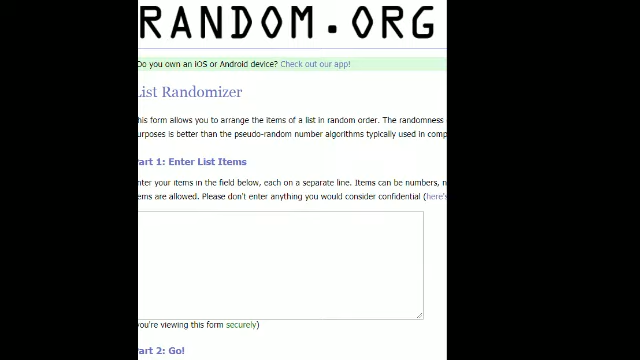 RANDOM.ORG
Do you own an iOS or Android device? Check out our app!
List Randomizer
his form allows you to arrange the items of a list in random order. The randomness
urposes is better than the pseudo-random number algorithms typically used in comp
art 1: Enter List Items
nter your items in the field below, each on a separate line. Items can be numbers, n
ems are allowed. Please don't enter anything you would consider confidential (here's
you're viewing this form securely)
art 2: Go!